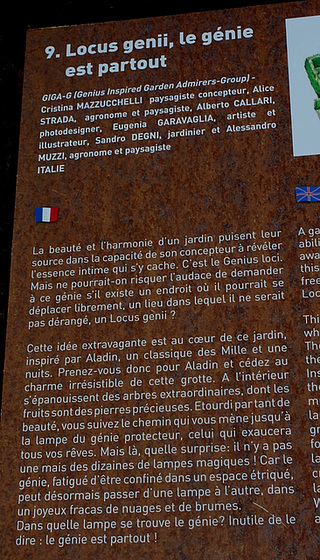 9. Locus genii, le génie
est partout
GIGA-G (Genius Inspired Garden Admirers-Group) -
Cristina MAZZUCCHELLI paysagiste concepteur, Alice
STRADA, agronome et paysagiste, Alberto CALLARI,
photodesigner, Eugenia GARAVAGLIA, artiste et
illustrateur, Sandro DEGNI, jardinier et Alessandro
MUZZI, agronome et paysagiste
ITALIE
La beauté et l'harmonie d'un jardin puisent leur
source dans la capacité de son concepteur à révéler
l'essence intime qui s'y cache. C'est le Genius loci.
Mais ne pourrait-on risquer l'audace de demander
à ce génie s'il existe un endroit où il pourrait se
déplacer librement, un lieu dans lequel il ne serait
pas dérangé, un Locus genii ?
Cette idée extravagante est au cœur de ce jardin,
inspiré par Aladin, un classique des Mille et une
nuits. Prenez-vous donc pour Aladin et cédez au
charme irrésistible de cette grotte. A l'intérieur
s'épanouissent des arbres extraordinaires, dont les
fruits sont des pierres précieuses. Etourdi par tant de
beauté, vous suivez le chemin qui vous mène jusqu'à
la lampe du génie protecteur, celui qui exaucera
tous vos rêves. Mais là, quelle surprise: il n'y a pas
une mais des dizaines de lampes magiques ! Car le
génie, fatigué d'être confiné dans un espace étriqué,
peut désormais passer d'une lampe à l'autre, dans
un joyeux fracas de nuages et de brumes.
Dans quelle lampe se trouve le génie? Inutile de le
dire : le génie est partout !
A ga
abili
awa
this
free
Loc